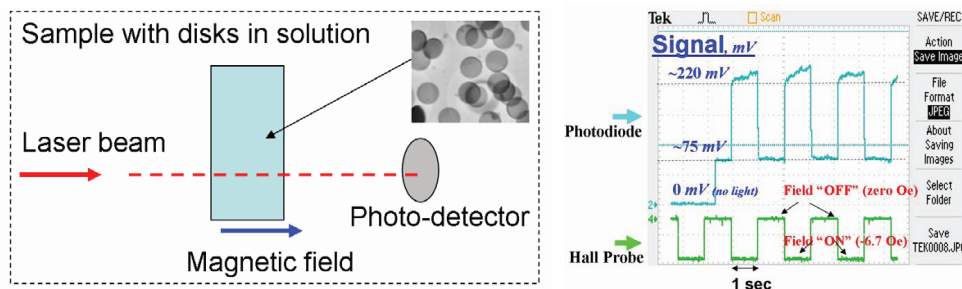 Sample with disks in solution
Laser beam
Photo-detector
Magnetic field
Tek
Scan
SAVE/REC
Signal, mV
~220 mV
Photodiode
~75 mV
0 mV (no light)
Field “OFF” (zero Oe)
2
4
Field “ON” (-6.7 Oe)
Hall Probe
1 sec
Action
Save Image
File
Format
JPEG
About
Saving
Images
Select
Folder
Save
TEK0008.JPG